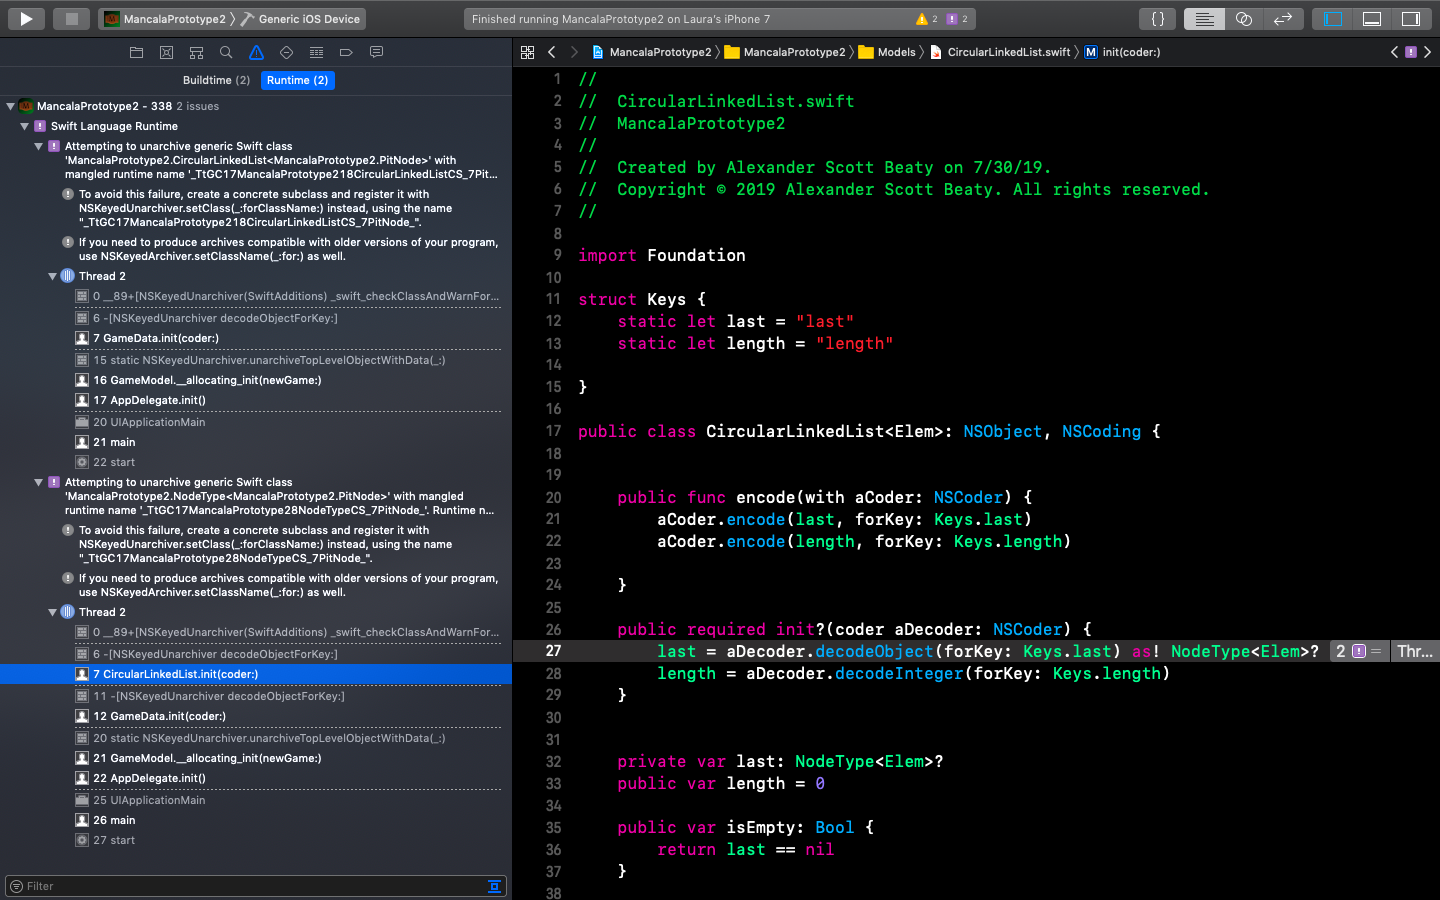 MancalaPrototype2 〉 Generic iOS Device
Finished running MancalaPrototype2 on Laura's iPhone 7
2 2
{}
Buildtime (2) Runtime (2)
MancalaPrototype2 - 338 2 issues
Swift Language Runtime
Attempting to unarchive generic Swift class
'MancalaPrototype2.CircularLinkedList<MancalaPrototype2.PitNode>' with
mangled runtime name '_TtGC17MancalaPrototype218CircularLinkedListCS_7Pit...
To avoid this failure, create a concrete subclass and register it with
NSKeyedUnarchiver.setClass(_:forClassName:) instead, using the name
"_TtGC17MancalaPrototype218CircularLinkedListCS_7PitNode_".
If you need to produce archives compatible with older versions of your program,
use NSKeyedArchiver.setClassName(_:for:) as well.
Thread 2
0 __89+[NSKeyedUnarchiver(SwiftAdditions) _swift_checkClassAndWarnFor...
6 -[NSKeyedUnarchiver decodeObjectForKey:]
7 GameData.init(coder:)
15 static NSKeyedUnarchiver.unarchiveTopLevelObjectWithData(_:)
16 GameModel.__allocating_init(newGame:)
17 AppDelegate.init()
20 UIApplicationMain
21 main
22 start
Attempting to unarchive generic Swift class
'MancalaPrototype2.NodeType<MancalaPrototype2.PitNode>' with mangled
runtime name '_TtGC17MancalaPrototype28NodeTypeCS_7PitNode_'. Runtime n...
To avoid this failure, create a concrete subclass and register it with
NSKeyedUnarchiver.setClass(_:forClassName:) instead, using the name
"_TtGC17MancalaPrototype28NodeTypeCS_7PitNode_".
If you need to produce archives compatible with older versions of your program,
use NSKeyedArchiver.setClassName(_:for:) as well.
Thread 2
0 __89+[NSKeyedUnarchiver(SwiftAdditions) _swift_checkClassAndWarnFor...
6 -[NSKeyedUnarchiver decodeObjectForKey:]
7 CircularLinkedList.init(coder:)
11 -[NSKeyedUnarchiver decodeObjectForKey:]
12 GameData.init(coder:)
20 static NSKeyedUnarchiver.unarchiveTopLevelObjectWithData(_:)
21 GameModel.__allocating_init(newGame:)
22 AppDelegate.init()
25 UIApplicationMain
26 main
27 start
Filter
MancalaPrototype2 〉 MancalaPrototype2 〉 Models 〉 CircularLinkedList.swift 〉 M init(coder:)
1 //
2 //  CircularLinkedList.swift
3 //  MancalaPrototype2
4 //
5 //  Created by Alexander Scott Beaty on 7/30/19.
6 //  Copyright © 2019 Alexander Scott Beaty. All rights reserved.
7 //
8
9 import Foundation
10
11 struct Keys {
12     static let last = "last"
13     static let length = "length"
14
15 }
16
17 public class CircularLinkedList<Elem>: NSObject, NSCoding {
18
19
20     public func encode(with aCoder: NSCoder) {
21         aCoder.encode(last, forKey: Keys.last)
22         aCoder.encode(length, forKey: Keys.length)
23
24     }
25
26     public required init?(coder aDecoder: NSCoder) {
27         last = aDecoder.decodeObject(forKey: Keys.last) as! NodeType<Elem>? 2 = Thr...
28         length = aDecoder.decodeInteger(forKey: Keys.length)
29     }
30
31
32     private var last: NodeType<Elem>?
33     public var length = 0
34
35     public var isEmpty: Bool {
36         return last == nil
37     }
38